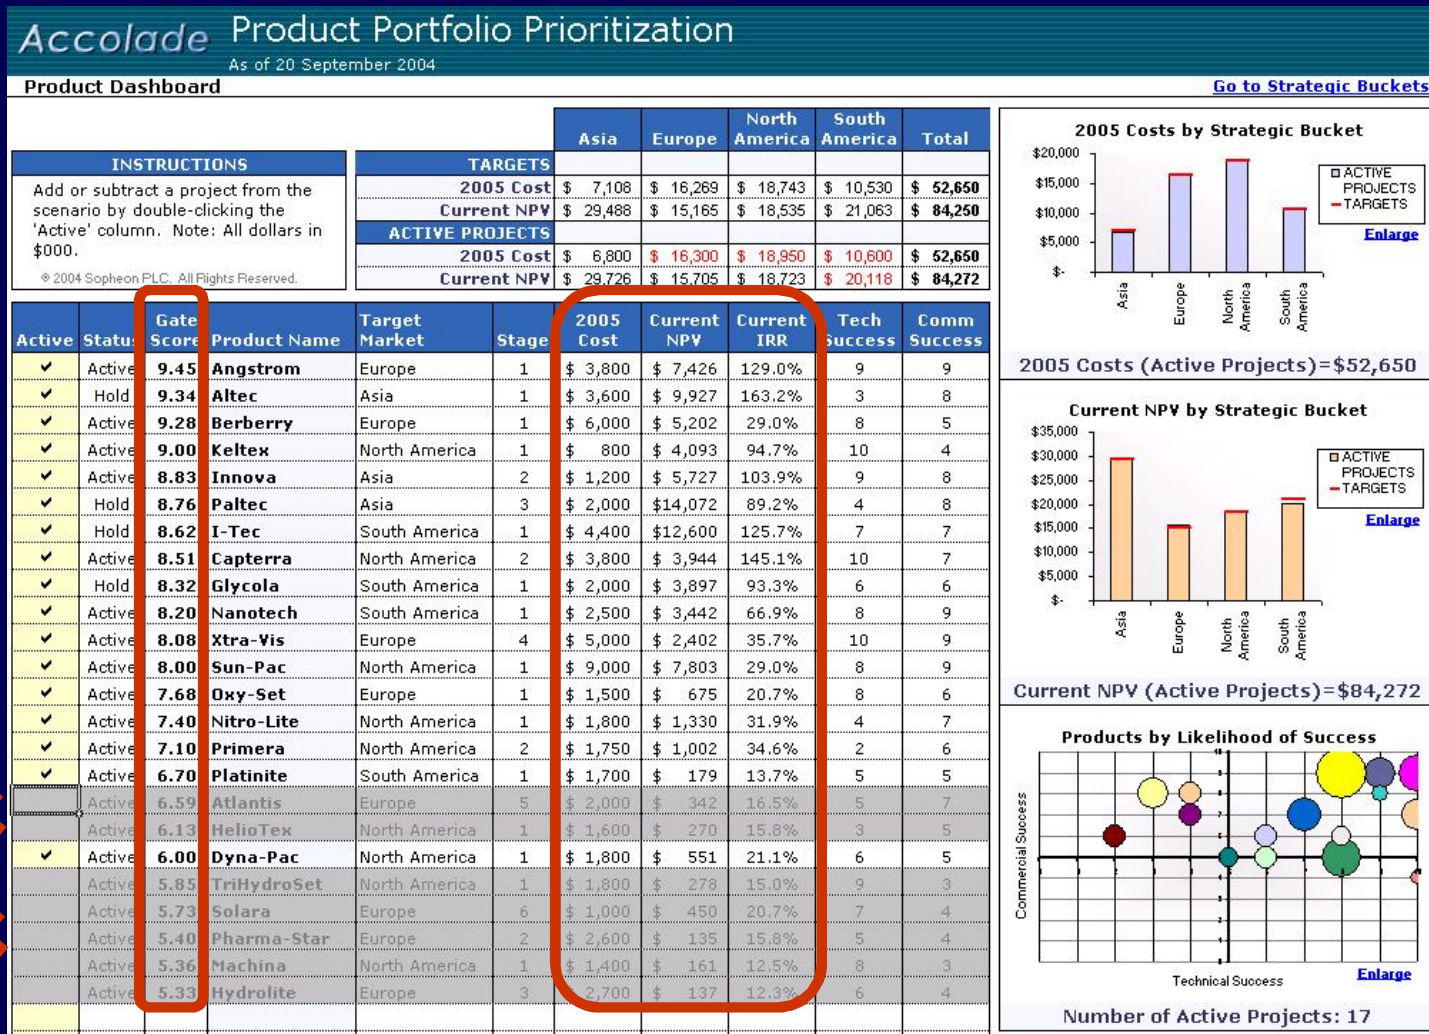 Accolade Product Portfolio Prioritization
As of 20 September 2004
Product Dashboard
Go to Strategic Buckets
INSTRUCTIONS
Add or subtract a project from the
scenario by double-clicking the
'Active' column. Note: All dollars in
$000.
© 2004 Sopheon PLC. All Rights Reserved.
Asia Europe North America South America Total
TARGETS
2005 Cost $ 7,108 $ 16,269 $ 18,743 $ 10,530 $ 52,650
Current NPV $ 29,488 $ 15,165 $ 18,535 $ 21,063 $ 84,250
ACTIVE PROJECTS
2005 Cost $ 6,800 $ 16,300 $ 18,950 $ 10,600 $ 52,650
Current NPV $ 29,726 $ 15,705 $ 18,723 $ 20,118 $ 84,272
Active Status Gate Score Product Name Target Market Stage 2005 Cost Current NPV Current IRR Tech Success Comm Success
✔ Active 9.45 Angstrom Europe 1 $ 3,800 $ 7,426 129.0% 9 9
✔ Hold 9.34 Altec Asia 1 $ 3,600 $ 9,927 163.2% 3 8
✔ Active 9.28 Berberry Europe 1 $ 6,000 $ 5,202 29.0% 8 5
✔ Active 9.00 Keltex North America 1 $ 800 $ 4,093 94.7% 10 4
✔ Active 8.83 Innova Asia 2 $ 1,200 $ 5,727 103.9% 9 8
✔ Hold 8.76 Paltec Asia 3 $ 2,000 $14,072 89.2% 4 8
✔ Hold 8.62 I-Tec South America 1 $ 4,400 $12,600 125.7% 7 7
✔ Active 8.51 Capterra North America 2 $ 3,800 $ 3,944 145.1% 10 7
✔ Hold 8.32 Glycola South America 1 $ 2,000 $ 3,897 93.3% 6 6
✔ Active 8.20 Nanotech South America 1 $ 2,500 $ 3,442 66.9% 8 9
✔ Active 8.08 Xtra-Vis Europe 4 $ 5,000 $ 2,402 35.7% 10 9
✔ Active 8.00 Sun-Pac North America 1 $ 9,000 $ 7,803 29.0% 8 9
✔ Active 7.68 Oxy-Set Europe 1 $ 1,500 $ 675 20.7% 8 6
✔ Active 7.40 Nitro-Lite North America 1 $ 1,800 $ 1,330 31.9% 4 7
✔ Active 7.10 Primera North America 2 $ 1,750 $ 1,002 34.6% 2 6
✔ Active 6.70 Platinite South America 1 $ 1,700 $ 179 13.7% 5 5
Active 6.59 Atlantis Europe 5 $ 2,000 $ 342 16.5% 5 7
Active 6.13 HelioTex North America 1 $ 1,600 $ 270 15.8% 3 5
✔ Active 6.00 Dyna-Pac North America 1 $ 1,800 $ 551 21.1% 6 5
Active 5.85 TriHydroSet North America 1 $ 1,800 $ 278 15.0% 9 3
Active 5.73 Solara Europe 6 $ 1,000 $ 450 20.7% 7 4
Active 5.40 Pharma-Star Europe 2 $ 2,600 $ 135 15.8% 5 4
Active 5.36 Machina North America 1 $ 1,400 $ 161 12.5% 8 3
Active 5.33 Hydrolite Europe 3 $ 2,700 $ 137 12.3% 6 4
2005 Costs by Strategic Bucket
$20,000
$15,000
$10,000
$5,000
$-
Asia
Europe
North America
South America
ACTIVE PROJECTS
TARGETS
Enlarge
2005 Costs (Active Projects)=$52,650
Current NPV by Strategic Bucket
$35,000
$30,000
$25,000
$20,000
$15,000
$10,000
$5,000
$-
Asia
Europe
North America
South America
ACTIVE PROJECTS
TARGETS
Enlarge
Current NPV (Active Projects)=$84,272
Products by Likelihood of Success
Commercial Success
Technical Success
Enlarge
Number of Active Projects: 17